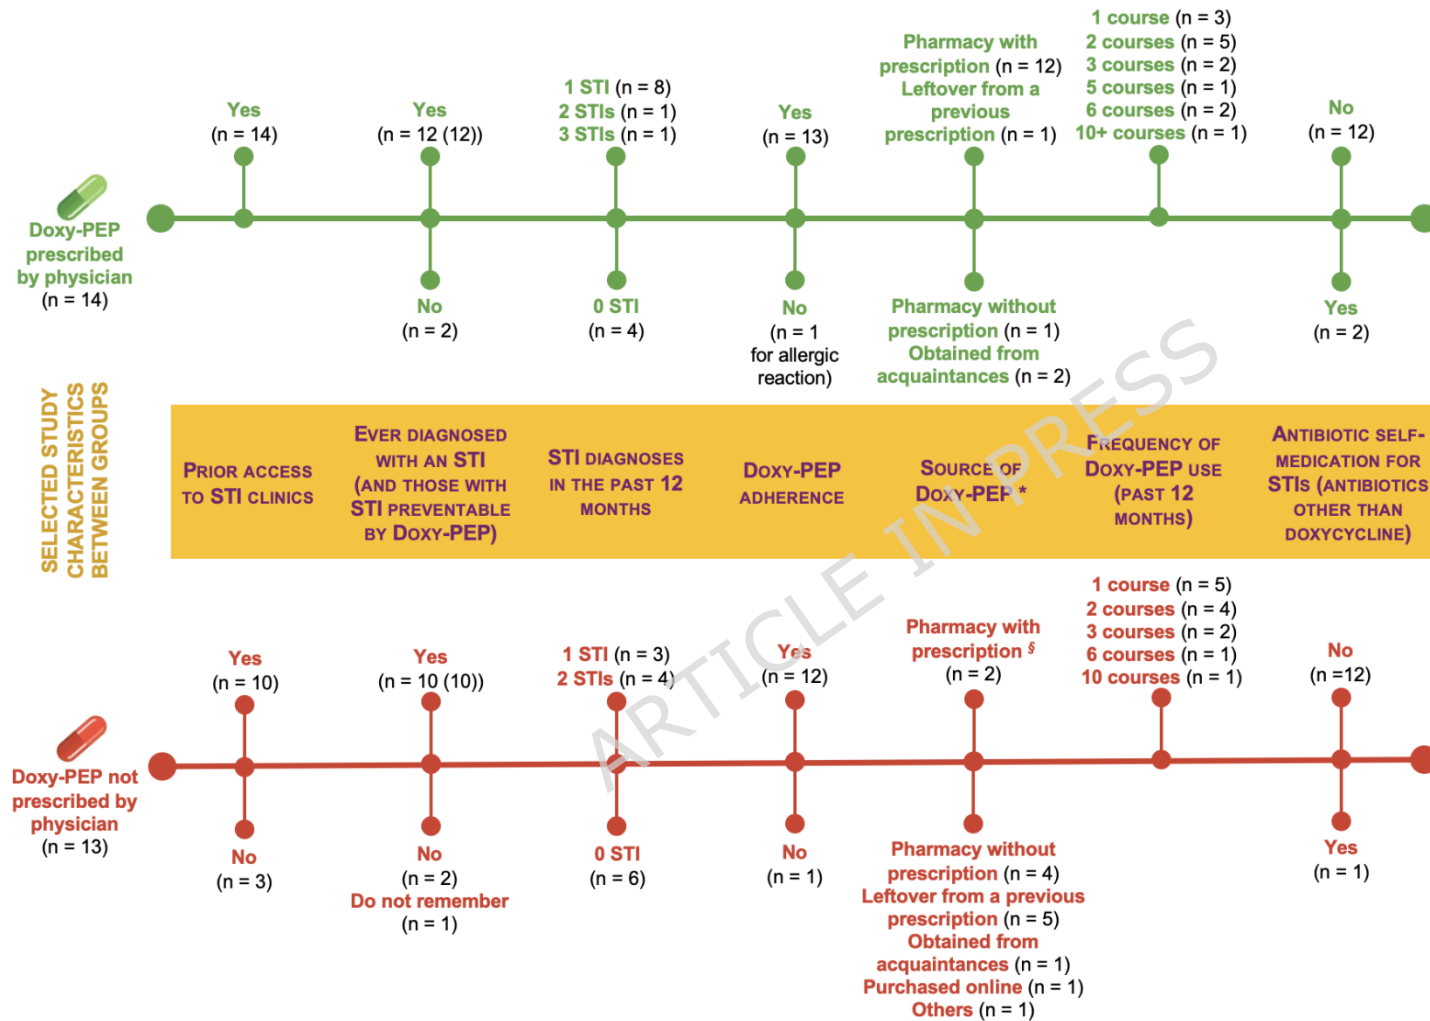 1 course (n = 3)
2 courses (n = 5)
3 courses (n = 2)
5 courses (n = 1)
6 courses (n = 2)
10+ courses (n = 1)
Pharmacy with
prescription (n = 12)
Leftover from a
previous
prescription (n = 1)
1 STI (n = 8)
2 STIs (n = 1)
3 STIs (n = 1)
Yes
(n = 14)
Yes
(n = 12 (12))
Yes
(n = 13)
No
(n = 12)
Doxy-PEP
prescribed
by physician
(n = 14)
No
(n = 2)
0 STI
(n = 4)
No
(n = 1
for allergic
reaction)
Pharmacy without
prescription (n = 1)
Obtained from
acquaintances (n = 2)
Yes
(n = 2)
SELECTED STUDY
CHARACTERISTICS
BETWEEN GROUPS
PRIOR ACCESS
TO STI CLINICS
EVER DIAGNOSED
WITH AN STI
(AND THOSE WITH
STI PREVENTABLE
BY DOXY-PEP)
STI DIAGNOSES
IN THE PAST 12
MONTHS
DOXY-PEP
ADHERENCE
SOURCE OF
DOXY-PEP *
FREQUENCY OF
DOXY-PEP USE
(PAST 12
MONTHS)
ANTIBIOTIC SELF-
MEDICATION FOR
STIS (ANTIBIOTICS
OTHER THAN
DOXYCYCLINE)
ARTICLE IN PRESS
Yes
(n = 10)
Yes
(n = 10 (10))
1 STI (n = 3)
2 STIs (n = 4)
Yes
(n = 12)
Pharmacy with
prescription §
(n = 2)
1 course (n = 5)
2 courses (n = 4)
3 courses (n = 2)
6 courses (n = 1)
10 courses (n = 1)
No
(n =12)
Doxy-PEP not
prescribed by
physician
(n = 13)
No
(n = 3)
No
(n = 2)
Do not remember
(n = 1)
0 STI
(n = 6)
No
(n = 1)
Pharmacy without
prescription (n = 4)
Leftover from a previous
prescription (n = 5)
Obtained from
acquaintances (n = 1)
Purchased online (n = 1)
Others (n = 1)
Yes
(n = 1)